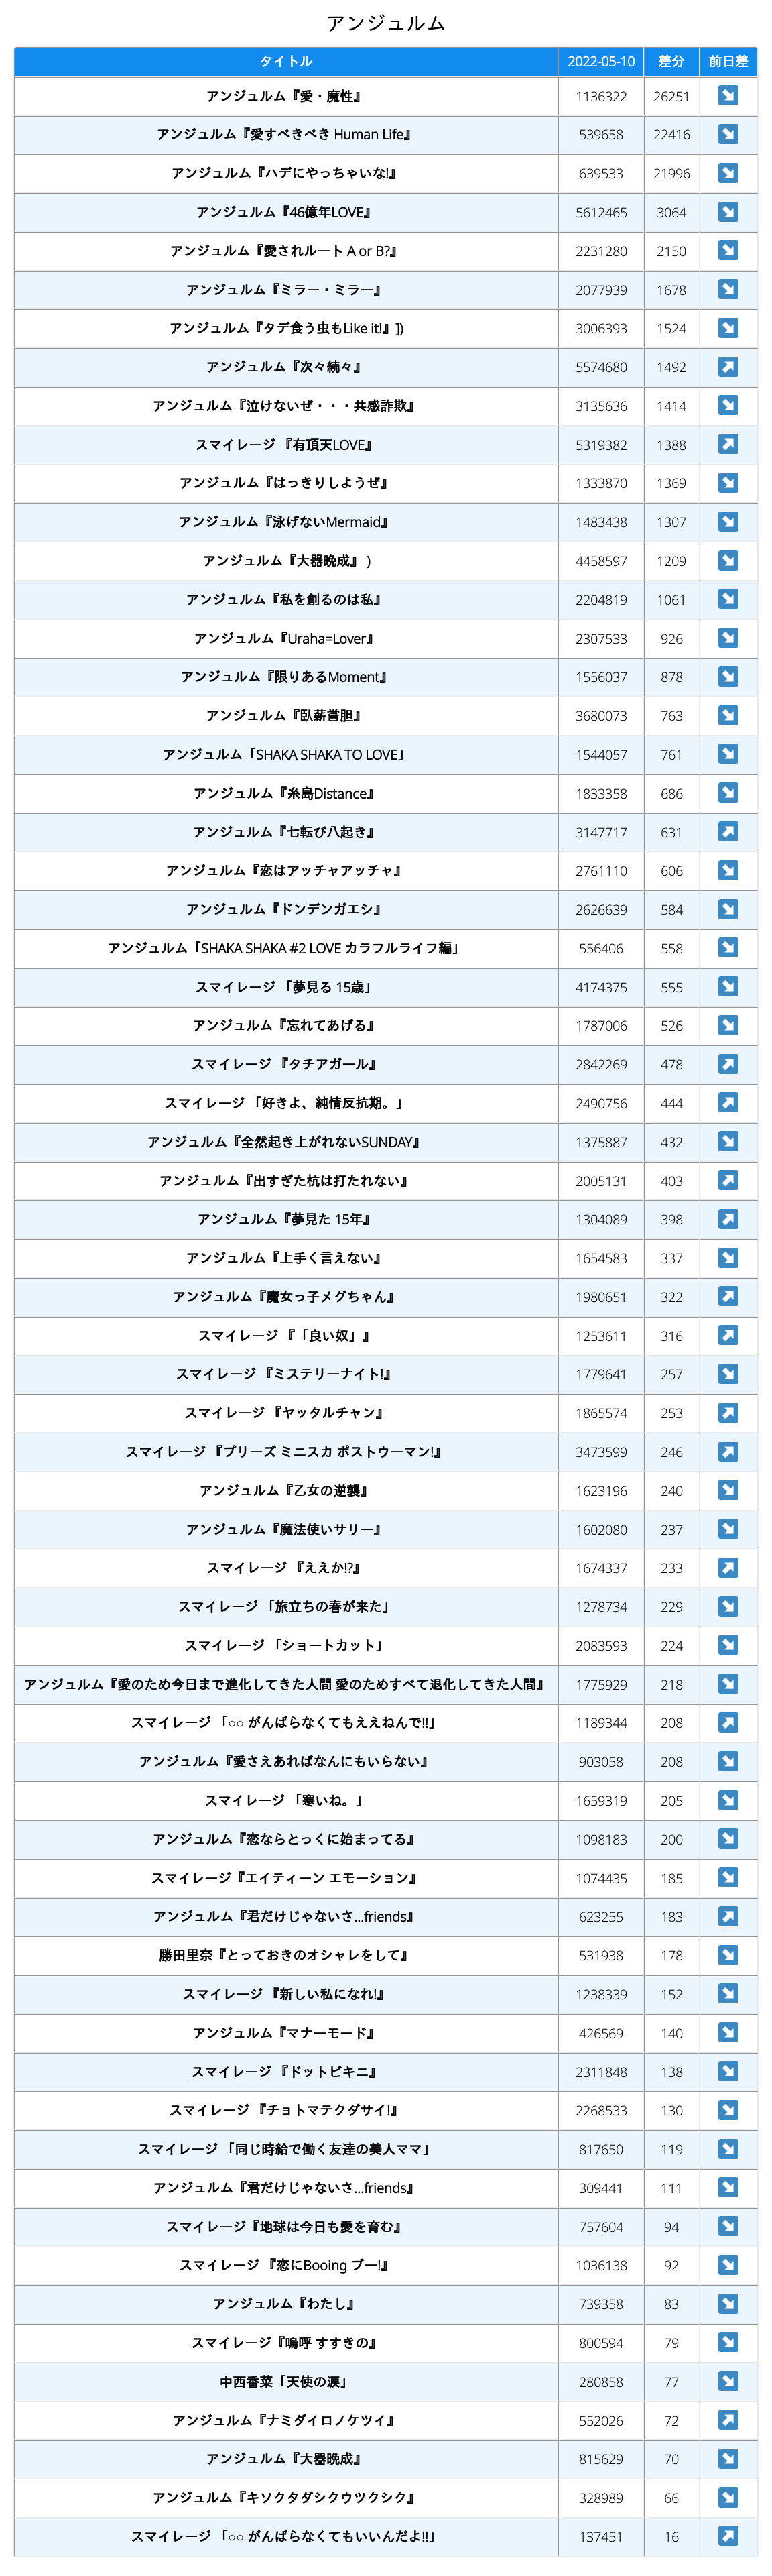 アンジュルム
タイトル 2022-05-10 差分 前日差
アンジュルム『愛・魔性』 1136322 26251 ↘
アンジュルム『愛すべきべき Human Life』 539658 22416 ↘
アンジュルム『ハデにやっちゃいな!』 639533 21996 ↘
アンジュルム『46億年LOVE』 5612465 3064 ↘
アンジュルム『愛されルート A or B?』 2231280 2150 ↘
アンジュルム『ミラー・ミラー』 2077939 1678 ↘
アンジュルム『タデ食う虫もLike it!』]) 3006393 1524 ↘
アンジュルム『次々続々』 5574680 1492 ↗
アンジュルム『泣けないぜ・・・共感詐欺』 3135636 1414 ↘
スマイレージ 『有頂天LOVE』 5319382 1388 ↗
アンジュルム『はっきりしようぜ』 1333870 1369 ↘
アンジュルム『泳げないMermaid』 1483438 1307 ↘
アンジュルム『大器晩成』 ) 4458597 1209 ↘
アンジュルム『私を創るのは私』 2204819 1061 ↘
アンジュルム『Uraha=Lover』 2307533 926 ↘
アンジュルム『限りあるMoment』 1556037 878 ↘
アンジュルム『臥薪嘗胆』 3680073 763 ↘
アンジュルム「SHAKA SHAKA TO LOVE」 1544057 761 ↘
アンジュルム『糸島Distance』 1833358 686 ↘
アンジュルム『七転び八起き』 3147717 631 ↗
アンジュルム『恋はアッチャアッチャ』 2761110 606 ↘
アンジュルム『ドンデンガエシ』 2626639 584 ↘
アンジュルム「SHAKA SHAKA #2 LOVE カラフルライフ編」 556406 558 ↘
スマイレージ 「夢見る 15歳」 4174375 555 ↘
アンジュルム『忘れてあげる』 1787006 526 ↘
スマイレージ 『タチアガール』 2842269 478 ↗
スマイレージ 「好きよ、純情反抗期。」 2490756 444 ↗
アンジュルム『全然起き上がれないSUNDAY』 1375887 432 ↘
アンジュルム『出すぎた杭は打たれない』 2005131 403 ↗
アンジュルム『夢見た 15年』 1304089 398 ↗
アンジュルム『上手く言えない』 1654583 337 ↘
アンジュルム『魔女っ子メグちゃん』 1980651 322 ↗
スマイレージ 『「良い奴」』 1253611 316 ↗
スマイレージ 『ミステリーナイト!』 1779641 257 ↘
スマイレージ 『ヤッタルチャン』 1865574 253 ↗
スマイレージ 『プリーズ ミニスカ ポストウーマン!』 3473599 246 ↗
アンジュルム『乙女の逆襲』 1623196 240 ↘
アンジュルム『魔法使いサリー』 1602080 237 ↘
スマイレージ 『ええか!?』 1674337 233 ↗
スマイレージ 「旅立ちの春が来た」 1278734 229 ↘
スマイレージ 「ショートカット」 2083593 224 ↘
アンジュルム『愛のため今日まで進化してきた人間 愛のためすべて退化してきた人間』 1775929 218 ↘
スマイレージ 「○○ がんばらなくてもええねんで!!」 1189344 208 ↗
アンジュルム『愛さえあればなんにもいらない』 903058 208 ↘
スマイレージ 「寒いね。」 1659319 205 ↘
アンジュルム『恋ならとっくに始まってる』 1098183 200 ↘
スマイレージ『エイティーン エモーション』 1074435 185 ↘
アンジュルム『君だけじゃないさ...friends』 623255 183 ↗
勝田里奈『とっておきのオシャレをして』 531938 178 ↘
スマイレージ 『新しい私になれ!』 1238339 152 ↘
アンジュルム『マナーモード』 426569 140 ↘
スマイレージ 『ドットビキニ』 2311848 138 ↘
スマイレージ 『チョトマテクダサイ!』 2268533 130 ↘
スマイレージ 「同じ時給で働く友達の美人ママ」 817650 119 ↘
アンジュルム『君だけじゃないさ...friends』 309441 111 ↘
スマイレージ『地球は今日も愛を育む』 757604 94 ↘
スマイレージ 『恋にBooing ブー!』 1036138 92 ↘
アンジュルム『わたし』 739358 83 ↘
スマイレージ『嗚呼 すすきの』 800594 79 ↘
中西香菜「天使の涙」 280858 77 ↘
アンジュルム『ナミダイロノケツイ』 552026 72 ↗
アンジュルム『大器晩成』 815629 70 ↘
アンジュルム『キソクタダシクウツクシク』 328989 66 ↘
スマイレージ 「○○ がんばらなくてもいいんだよ!!」 137451 16 ↗